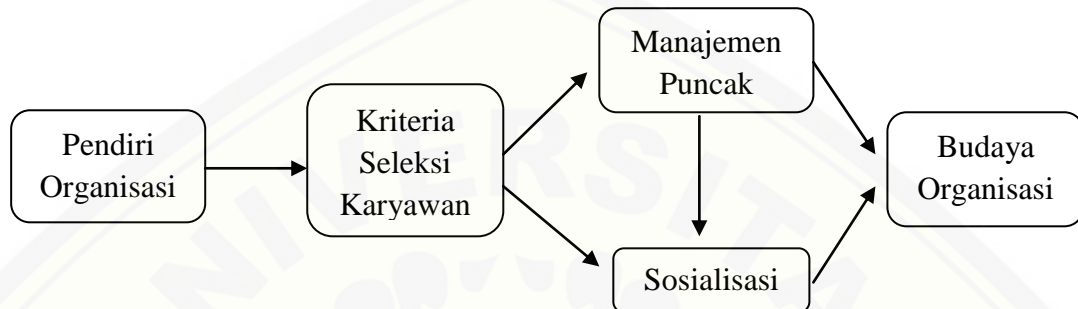 Pendiri
Organisasi
Kriteria
Seleksi
Karyawan
Manajemen
Puncak
Sosialisasi
Budaya
Organisasi